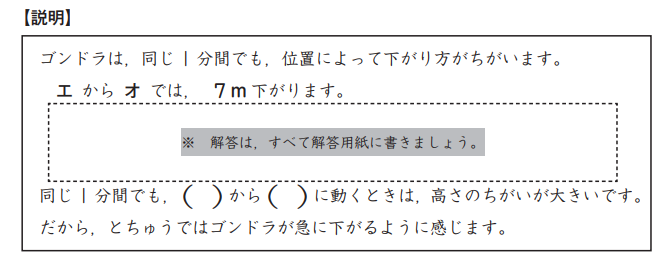 【説明】
ゴンドラは，同じ1分間でも，位置によって下がり方がちがいます。
エ から オ では， 7m下がります。
※ 解答は，すべて解答用紙に書きましょう。
同じ1分間でも，( )から( )に動くときは，高さのちがいが大きいです。
だから，とちゅうではゴンドラが急に下がるように感じます。